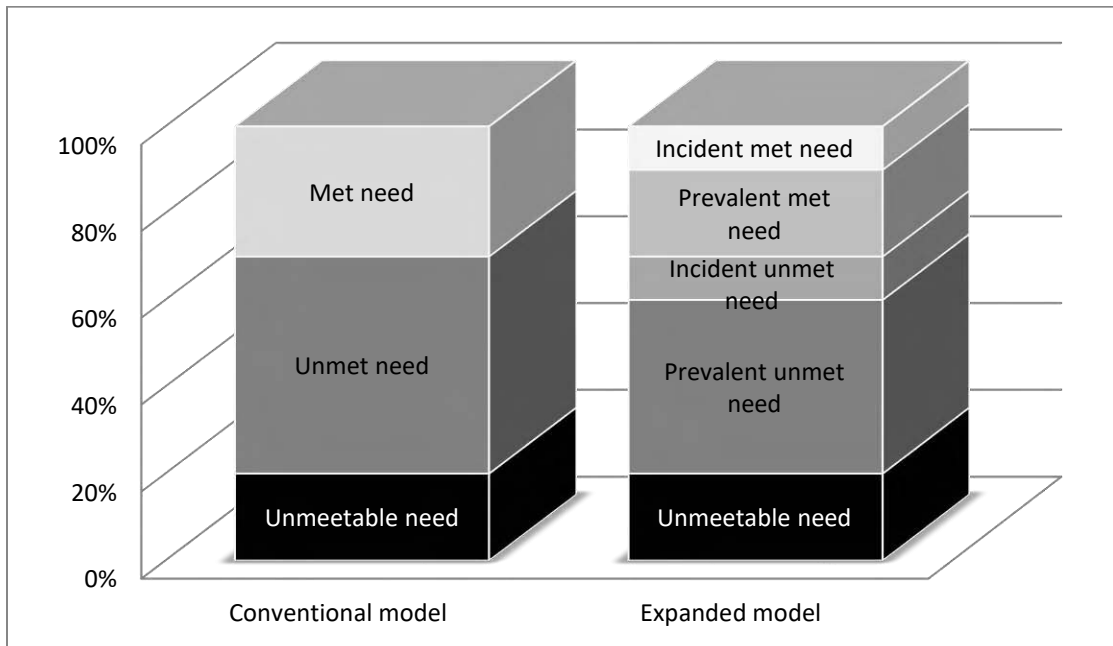 100%
80%
60%
40%
20%
0%
Met need
Unmet need
Unmeetable need
Incident met need
Prevalent met
need
Incident unmet
need
Prevalent unmet
need
Unmeetable need
Conventional model
Expanded model